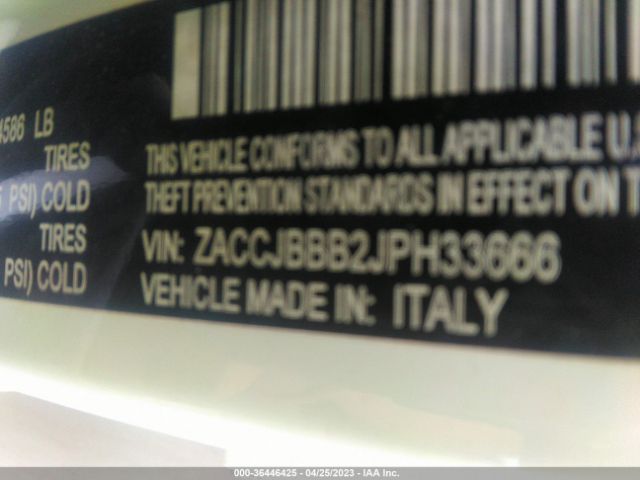 4586 LB
TIRES
PSI) COLD
TIRES
PSI) COLD
THIS VEHICLE CONFORMS TO ALL APPLICABLE U.S
THEFT PREVENTION STANDARDS IN EFFECT ON T
VIN: ZACCJBBB2JPH33666
VEHICLE MADE IN: ITALY
000-36446425 - 04/25/2023 - IAA Inc.